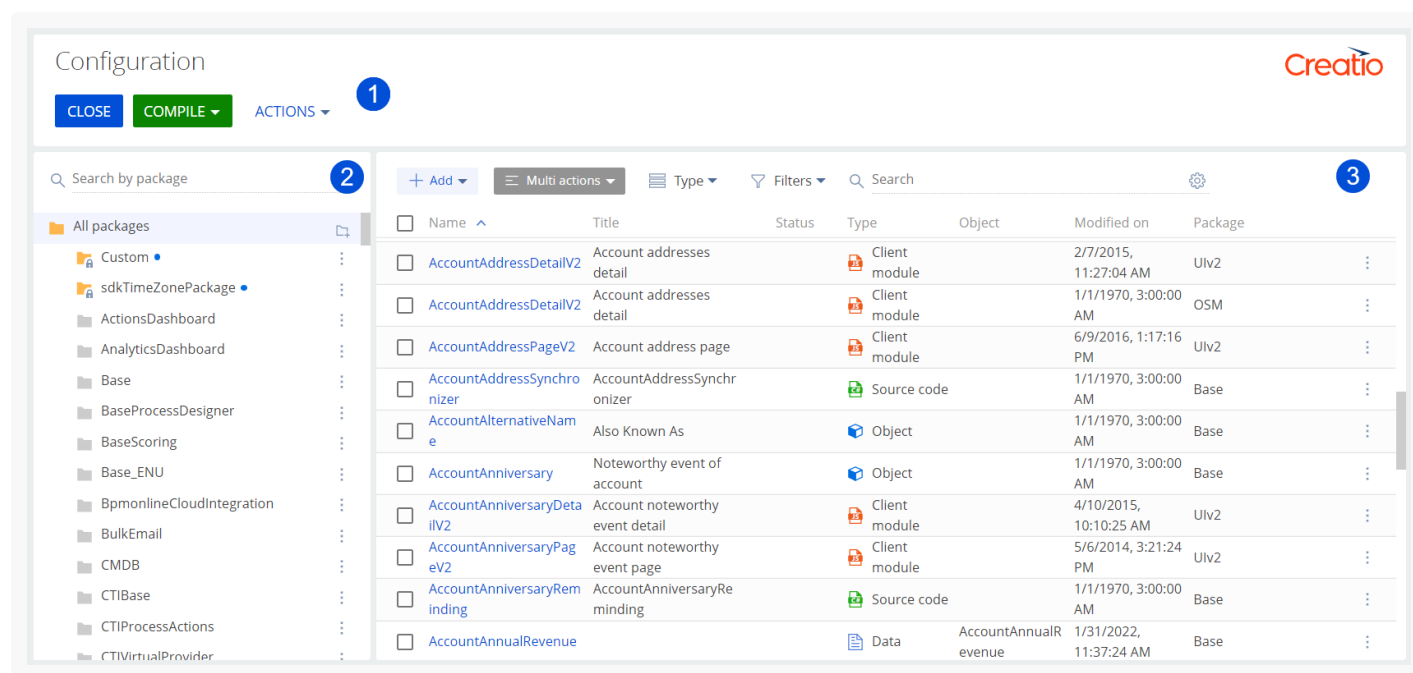 Configuration
Creatio
CLOSE
COMPILE
ACTIONS
1
Search by package
2
All packages
Custom
sdkTimeZonePackage
ActionsDashboard
AnalyticsDashboard
Base
BaseProcessDesigner
BaseScoring
Base_ENU
BpmonlineCloudIntegration
BulkEmail
CMDB
CTIBase
CTIProcessActions
CTIVirtualProvider
+ Add
Multi actions
Type
Filters
Search
3
Name Title Status Type Object Modified on Package
Account addresses Client 2/7/2015,
AccountAddressDetailV2 UIv2
detail module 11:27:04 AM
Account addresses Client 1/1/1970, 3:00:00
AccountAddressDetailV2 OSM
detail module AM
Client 6/9/2016, 1:17:16
AccountAddressPageV2 Account address page UIv2
module PM
AccountAddressSynchro AccountAddressSynchr 1/1/1970, 3:00:00
Source code Base
nizer onizer AM
AccountAlternativeNam 1/1/1970, 3:00:00
Also Known As Object Base
e AM
Noteworthy event of 1/1/1970, 3:00:00
AccountAnniversary Object Base
account AM
AccountAnniversaryDeta Account noteworthy Client 4/10/2015,
UIv2
ilV2 event detail module 10:10:25 AM
AccountAnniversaryPag Account noteworthy Client 5/6/2014, 3:21:24
UIv2
eV2 event page module PM
AccountAnniversaryRem AccountAnniversaryRe 1/1/1970, 3:00:00
Source code Base
inding minding AM
AccountAnnualR 1/31/2022,
AccountAnnualRevenue Data Base
evenue 11:37:24 AM